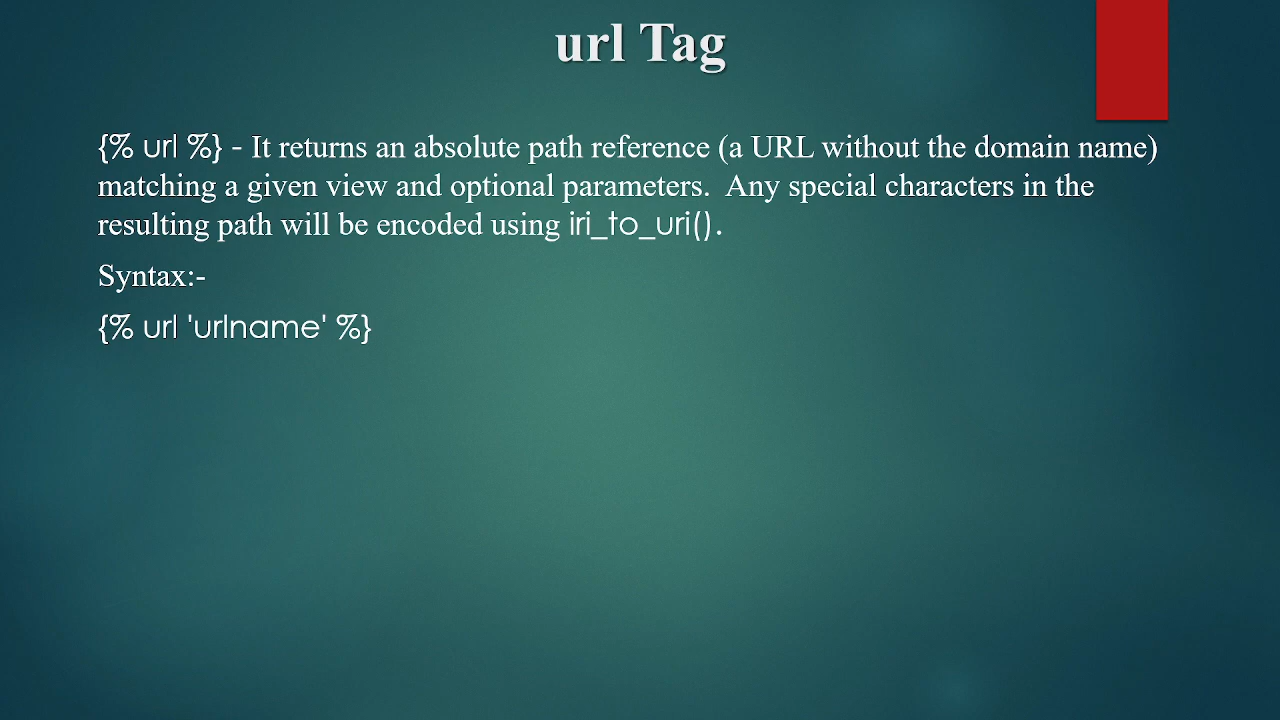 url Tag
{% url %} - It returns an absolute path reference (a URL without the domain name)
matching a given view and optional parameters.  Any special characters in the
resulting path will be encoded using iri_to_uri().
Syntax:-
{% url 'urlname' %}